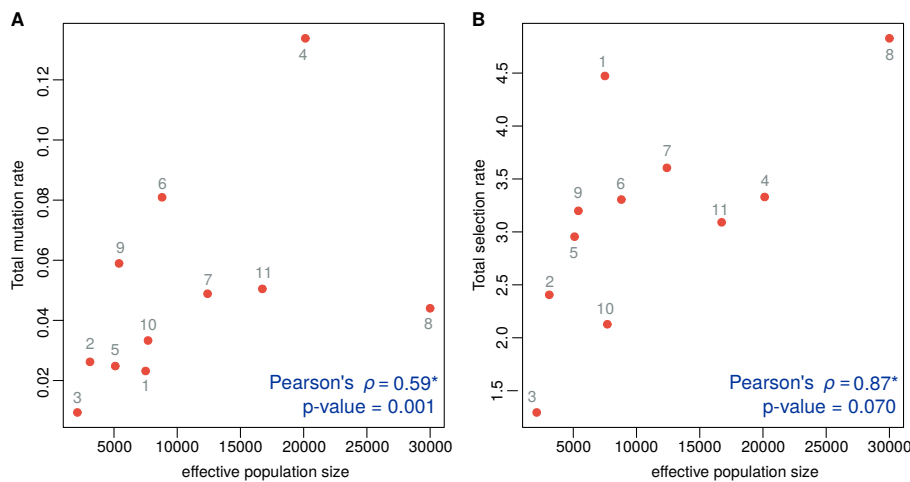 A
Total mutation rate
0.12
0.10
0.08
0.06
0.04
0.02
4
6
9
7
11
10
8
2
5
1
3
Pearson's ρ = 0.59*
p-value = 0.001
5000 10000 15000 20000 25000 30000
effective population size
B
Total selection rate
4.5
4.0
3.5
3.0
2.5
2.0
1.5
8
1
7
4
6
9
11
5
2
10
3
Pearson's ρ = 0.87*
p-value = 0.070
5000 10000 15000 20000 25000 30000
effective population size